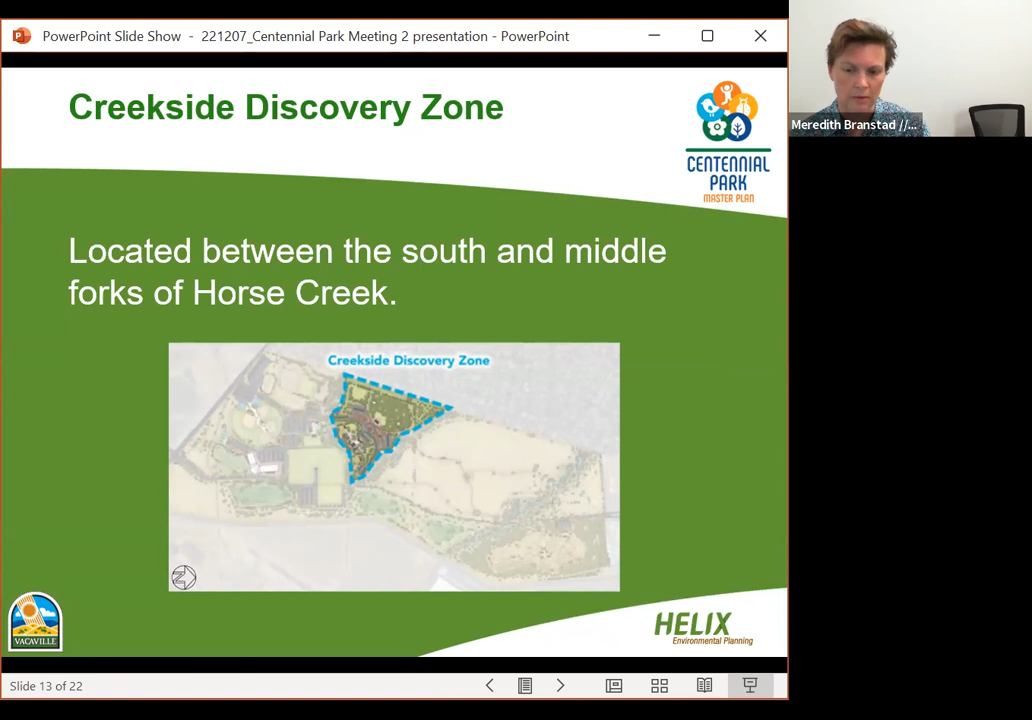 PowerPoint Slide Show - 221207_Centennial Park Meeting 2 presentation - PowerPoint
Meredith Branstad //...
Creekside Discovery Zone
CENTENNIAL
PARK
MASTER PLAN
Located between the south and middle
forks of Horse Creek.
Creekside Discovery Zone
VACAVILLE
HELIX
Environmental Planning
Slide 13 of 22